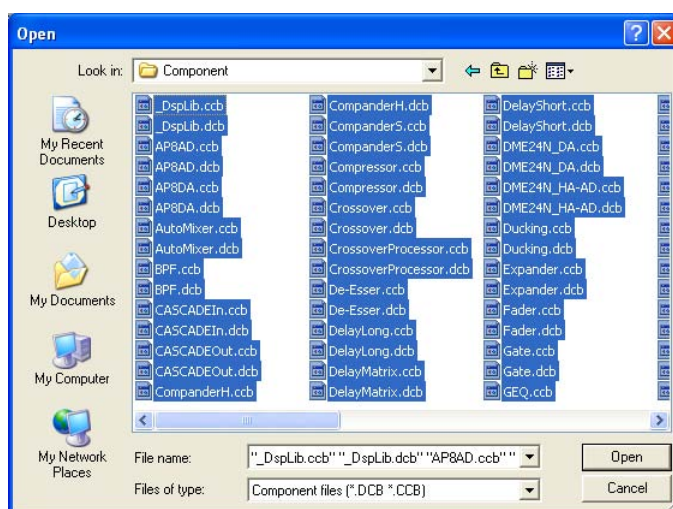 Open
Look in:
Component
My Recent
Documents
Desktop
My Documents
My Computer
My Network
Places
_DspLib.ccb
_DspLib.dcb
AP8AD.ccb
AP8AD.dcb
AP8DA.ccb
AP8DA.dcb
AutoMixer.ccb
AutoMixer.dcb
BPF.ccb
BPF.dcb
CASCADEIn.ccb
CASCADEIn.dcb
CASCADEOut.ccb
CASCADEOut.dcb
CompanderH.ccb
CompanderH.dcb
CompanderS.ccb
CompanderS.dcb
Compressor.ccb
Compressor.dcb
Crossover.ccb
Crossover.dcb
CrossoverProcessor.ccb
CrossoverProcessor.dcb
De-Esser.ccb
De-Esser.dcb
DelayLong.ccb
DelayLong.dcb
DelayMatrix.ccb
DelayMatrix.dcb
DelayShort.ccb
DelayShort.dcb
DME24N_DA.ccb
DME24N_DA.dcb
DME24N_HA-AD.ccb
DME24N_HA-AD.dcb
Ducking.ccb
Ducking.dcb
Expander.ccb
Expander.dcb
Fader.ccb
Fader.dcb
Gate.ccb
Gate.dcb
GEQ.ccb
File name:
"_DspLib.ccb" "_DspLib.dcb" "AP8AD.ccb" "
Open
Files of type:
Component files (*.DCB *.CCB)
Cancel